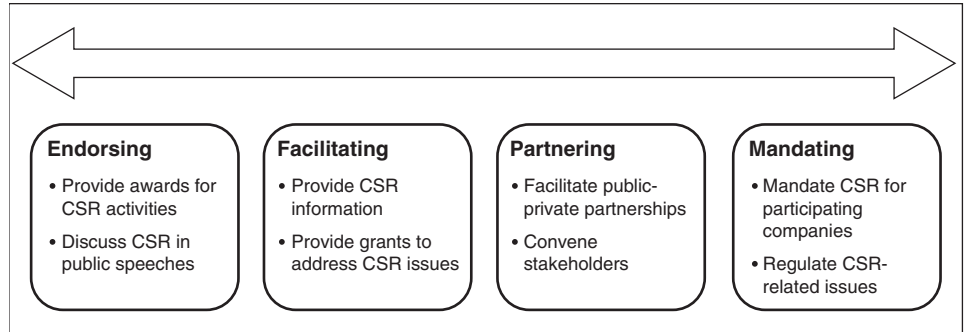 Endorsing
• Provide awards for
CSR activities
• Discuss CSR in
public speeches
Facilitating
• Provide CSR
information
• Provide grants to
address CSR issues
Partnering
• Facilitate public-
private partnerships
• Convene
stakeholders
Mandating
• Mandate CSR for
participating
companies
• Regulate CSR-
related issues